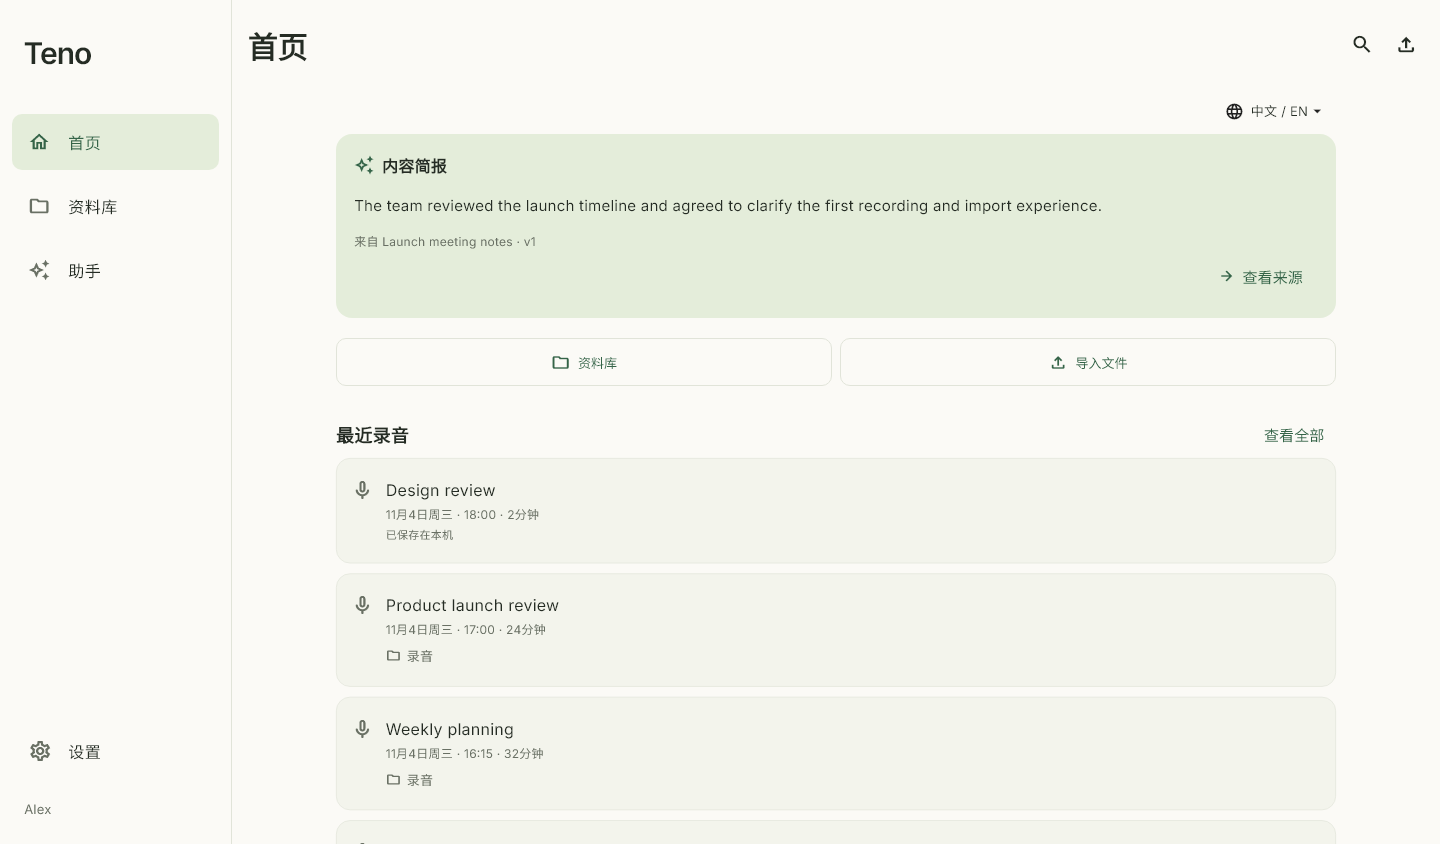 Teno
首页
资料库
助手
设置
Alex
首页
中文 / EN
内容简报
The team reviewed the launch timeline and agreed to clarify the first recording and import experience.
来自 Launch meeting notes · v1
查看来源
资料库
导入文件
最近录音
查看全部
Design review
11月4日周三 · 18:00 · 2分钟
已保存在本机
Product launch review
11月4日周三 · 17:00 · 24分钟
录音
Weekly planning
11月4日周三 · 16:15 · 32分钟
录音